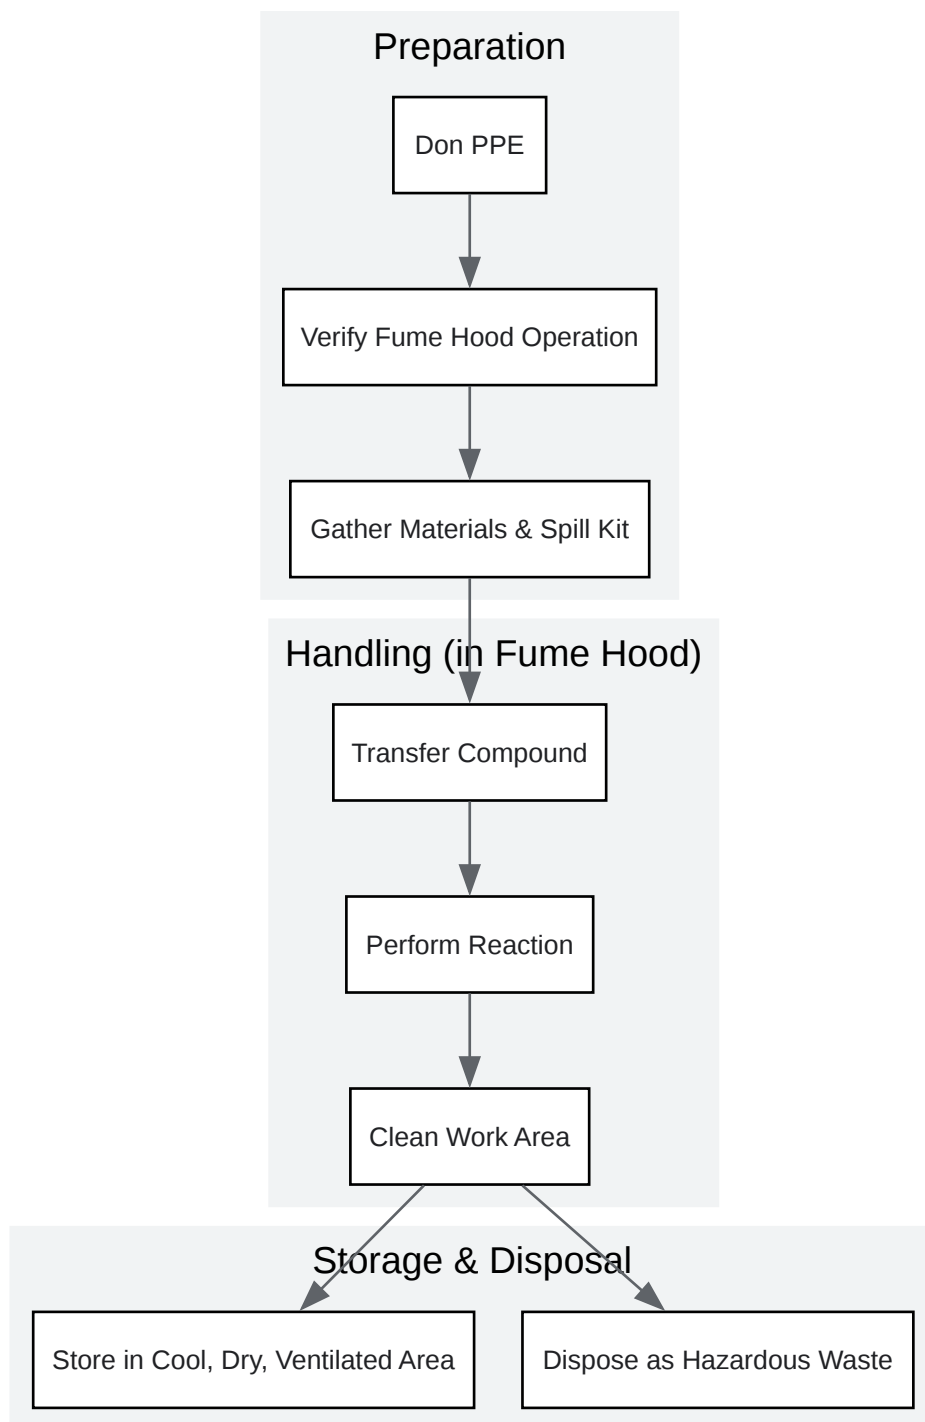 Preparation
Don PPE
Verify Fume Hood Operation
Gather Materials & Spill Kit
Handling (in Fume Hood)
Transfer Compound
Perform Reaction
Clean Work Area
Storage & Disposal
Store in Cool, Dry, Ventilated Area
Dispose as Hazardous Waste